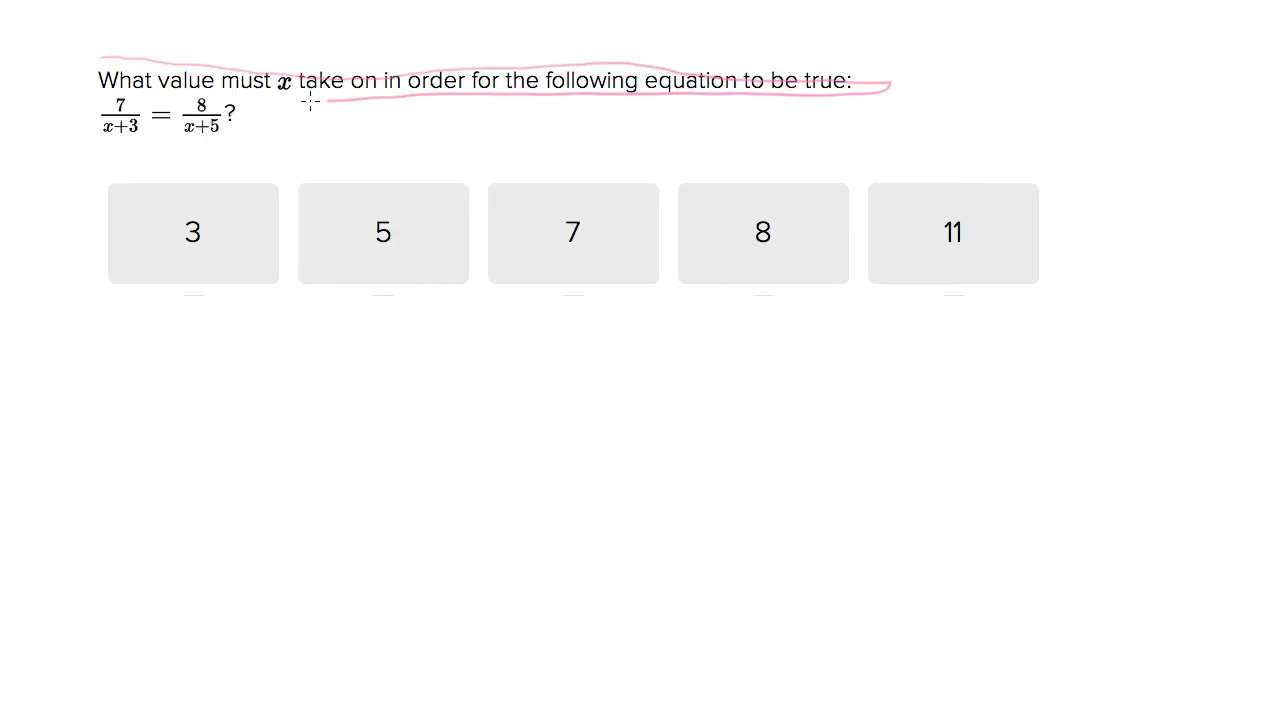 What value must x take on in order for the following equation to be true:
7/(x+3) = 8/(x+5) ?
3 5 7 8 11